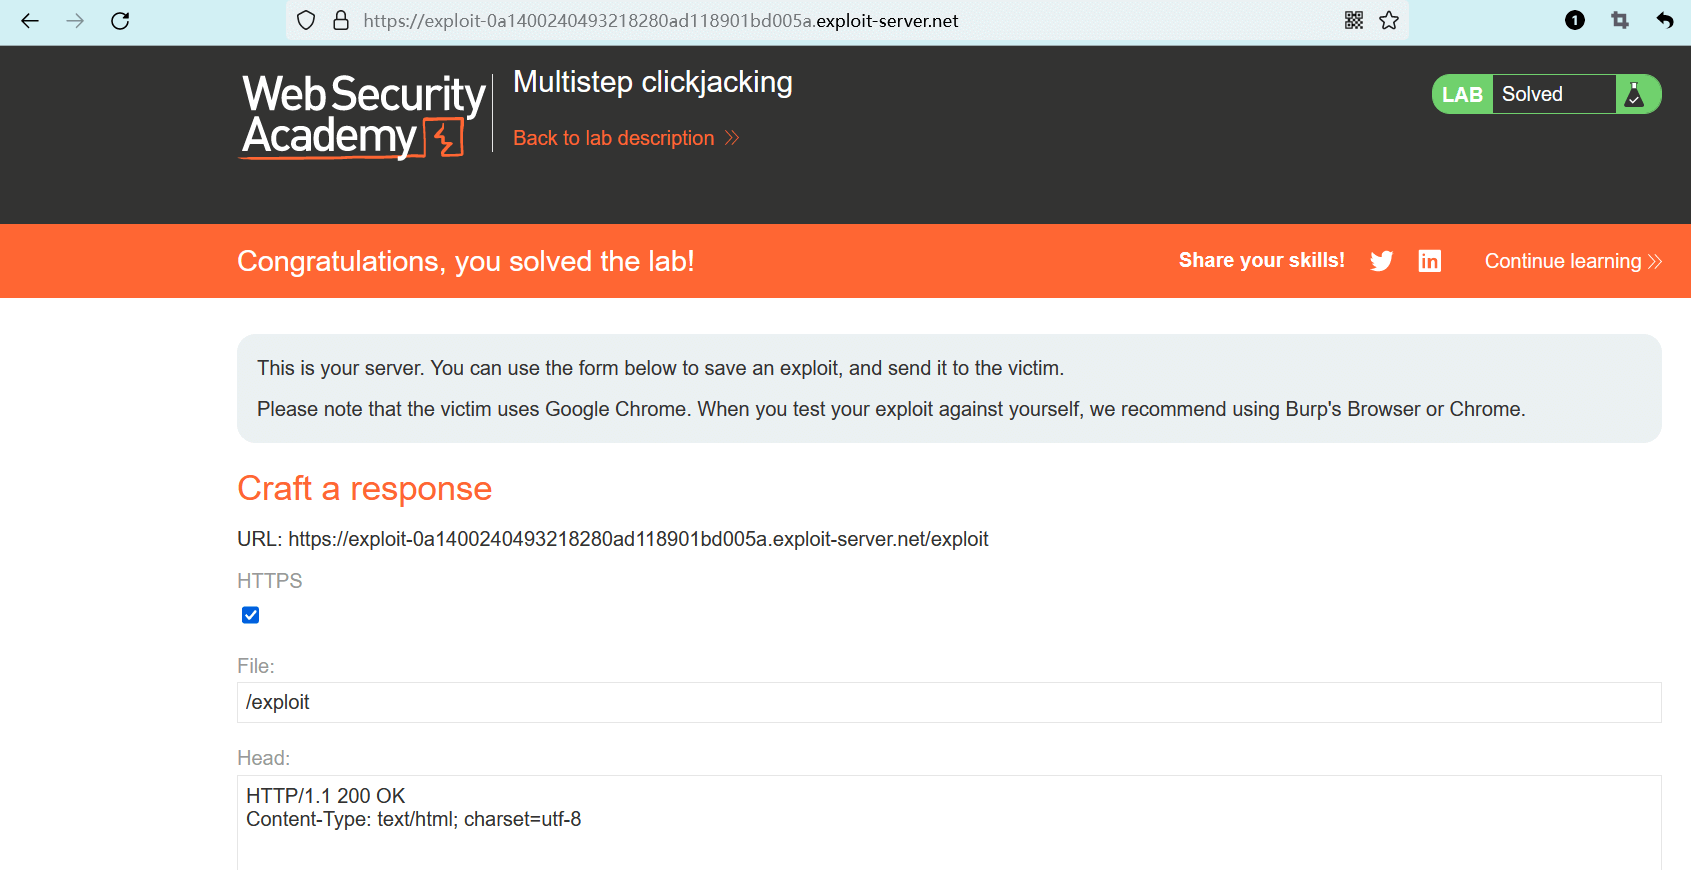 https://exploit-0a1400240493218280ad118901bd005a.exploit-server.net
1
Web Security
Academy
Multistep clickjacking
Back to lab description
LAB Solved
Congratulations, you solved the lab!
Share your skills!
in
Continue learning
This is your server. You can use the form below to save an exploit, and send it to the victim.
Please note that the victim uses Google Chrome. When you test your exploit against yourself, we recommend using Burp's Browser or Chrome.
Craft a response
URL: https://exploit-0a1400240493218280ad118901bd005a.exploit-server.net/exploit
HTTPS
File:
/exploit
Head:
HTTP/1.1 200 OK
Content-Type: text/html; charset=utf-8